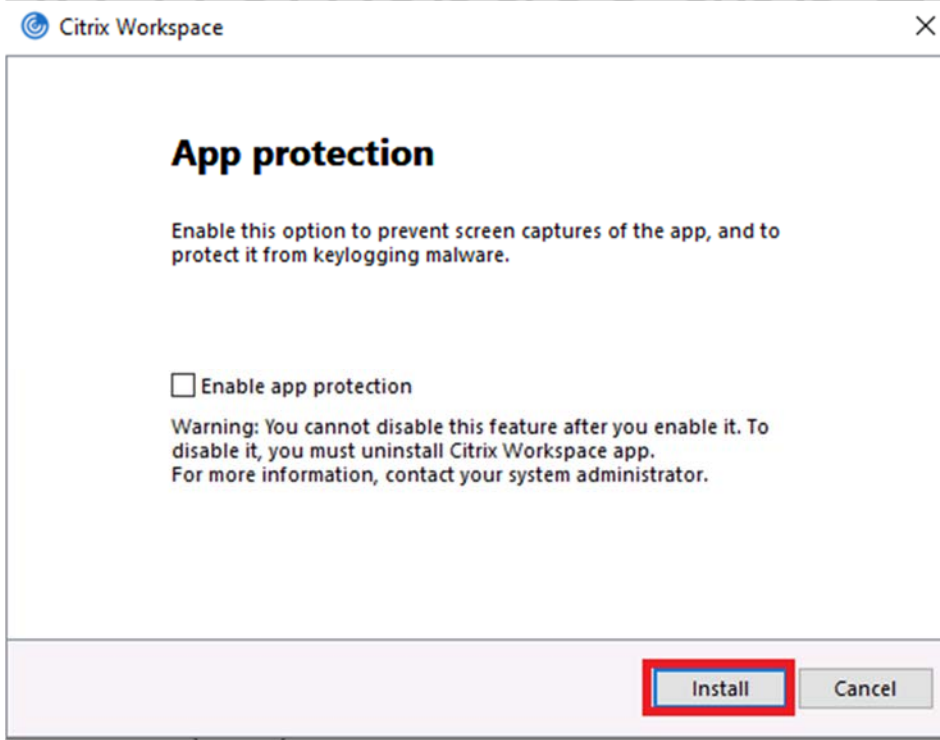 Citrix Workspace
App protection
Enable this option to prevent screen captures of the app, and to
protect it from keylogging malware.
Enable app protection
Warning: You cannot disable this feature after you enable it. To
disable it, you must uninstall Citrix Workspace app.
For more information, contact your system administrator.
Install Cancel